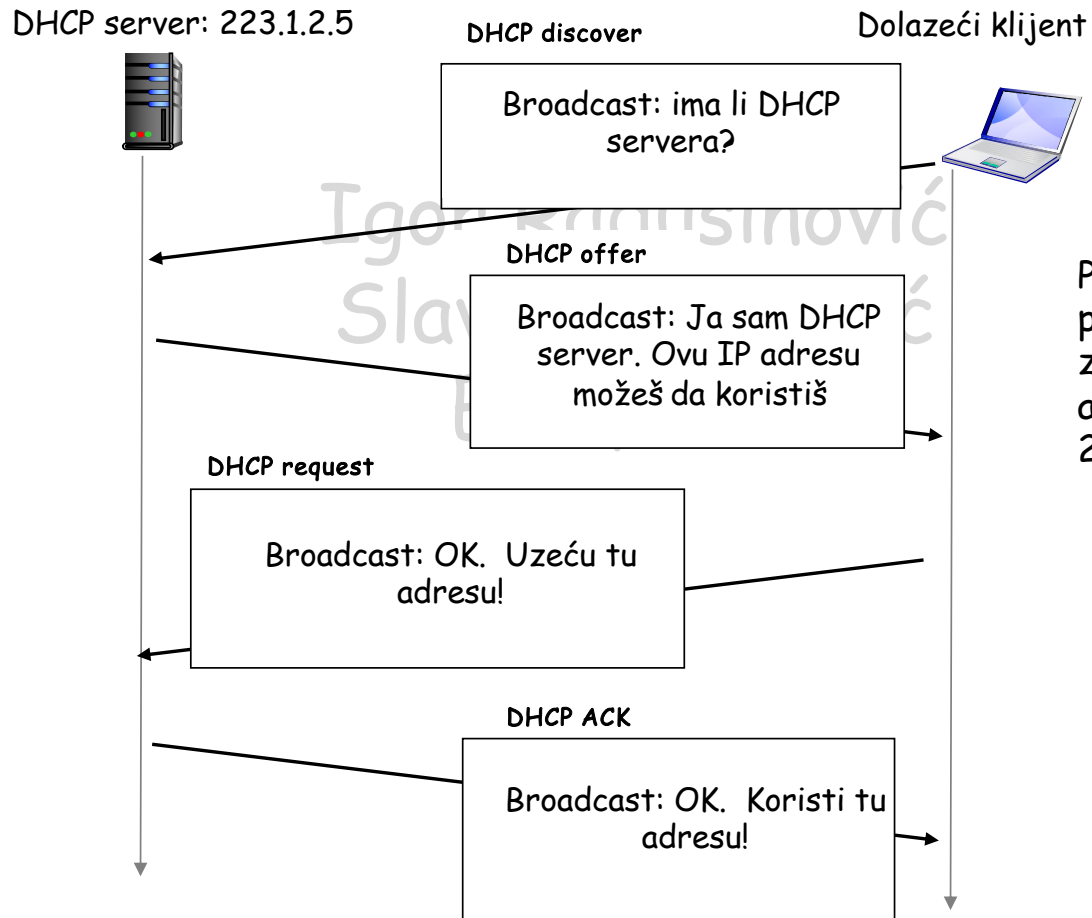 DHCP server: 223.1.2.5
DHCP discover
Dolazeći klijent
Broadcast: ima li DHCP
servera?
DHCP offer
Broadcast: Ja sam DHCP
server. Ovu IP adresu
možeš da koristiš
DHCP request
Broadcast: OK.  Uzeću tu
adresu!
DHCP ACK
Broadcast: OK.  Koristi tu
adresu!